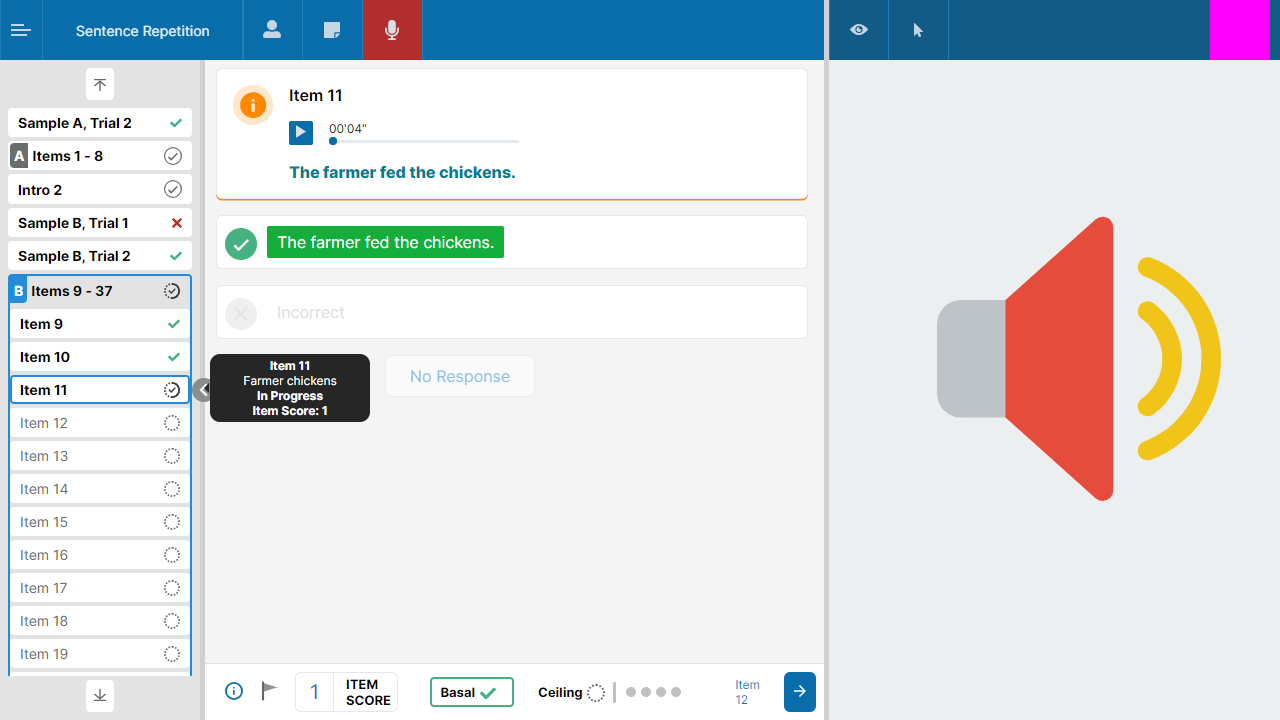 Sentence Repetition
Sample A, Trial 2
A Items 1 - 8
Intro 2
Sample B, Trial 1
Sample B, Trial 2
B Items 9 - 37
Item 9
Item 10
Item 11
Item 12
Item 13
Item 14
Item 15
Item 16
Item 17
Item 18
Item 19
Item 11
00'04"
The farmer fed the chickens.
The farmer fed the chickens.
Incorrect
Item 11
Farmer chickens
In Progress
Item Score: 1
No Response
1
ITEM
SCORE
Basal
Ceiling
Item
12